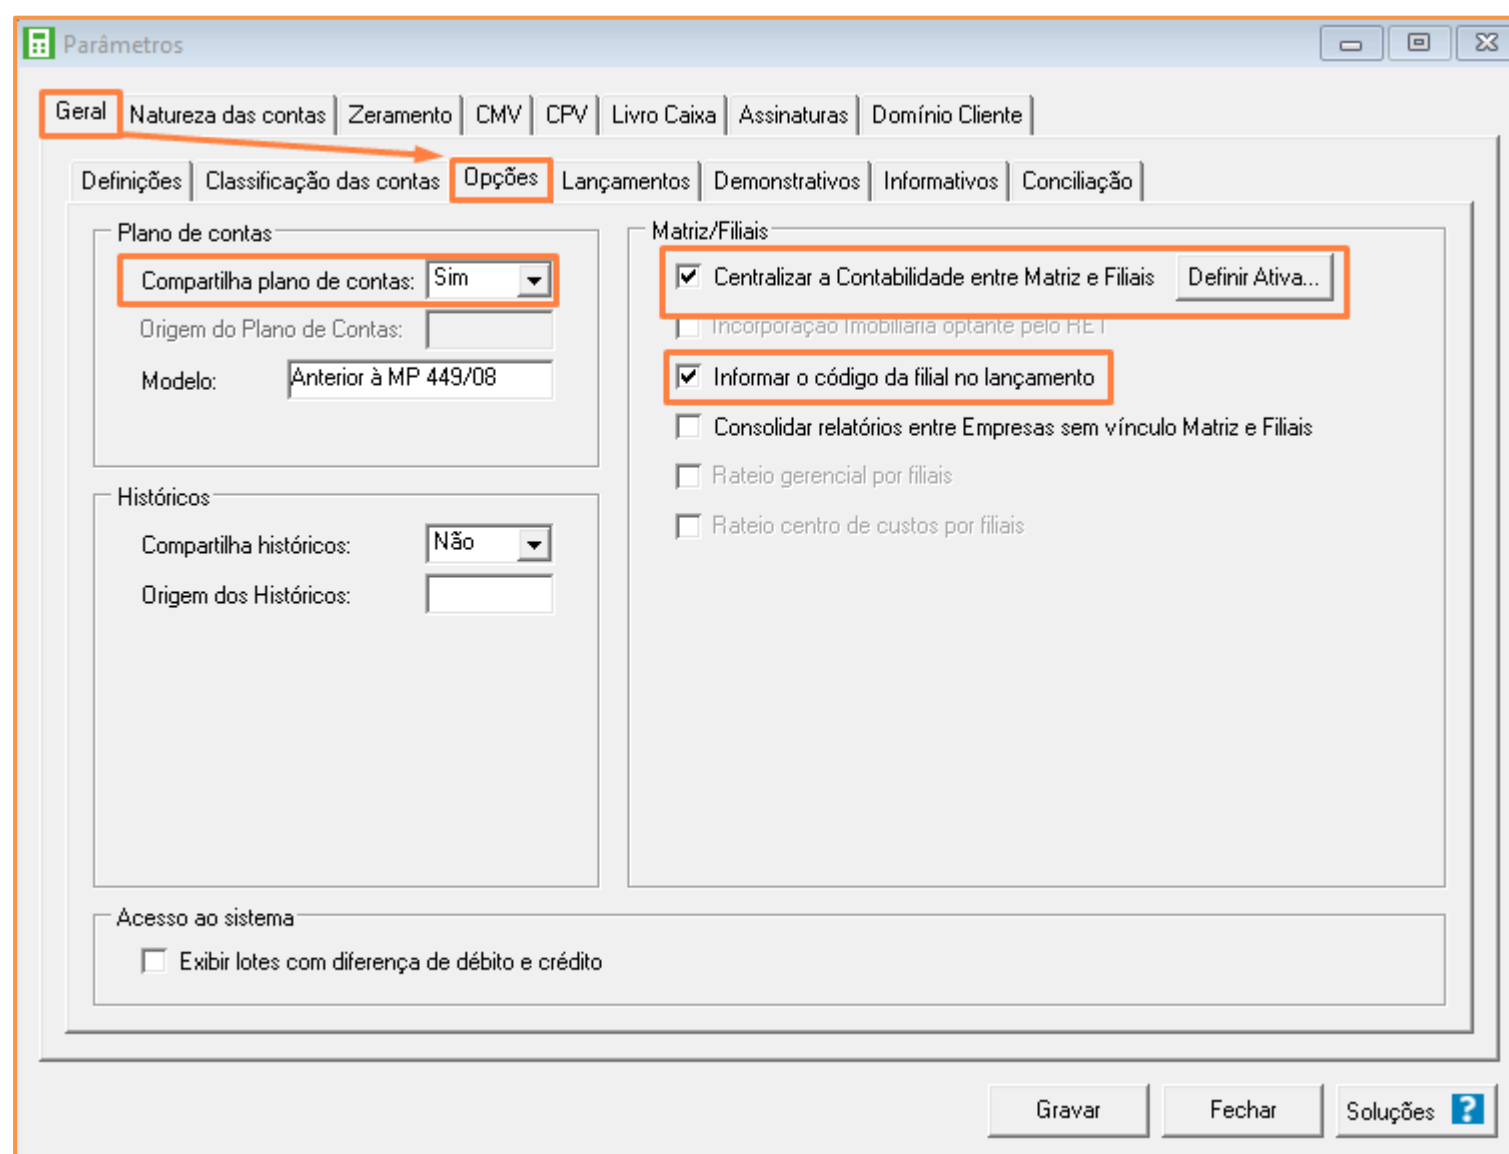 Parâmetros
Geral Natureza das contas Zeramento CMV CPV Livro Caixa Assinaturas Domínio Cliente
Definições Classificação das contas Opções Lançamentos Demonstrativos Informativos Conciliação
Plano de contas
Compartilha plano de contas: Sim
Origem do Plano de Contas:
Modelo: Anterior à MP 449/08
Históricos
Compartilha históricos: Não
Origem dos Históricos:
Matriz/Filiais
Centralizar a Contabilidade entre Matriz e Filiais Definir Ativa...
Incorporação Imobiliária optante pelo RET
Informar o código da filial no lançamento
Consolidar relatórios entre Empresas sem vínculo Matriz e Filiais
Rateio gerencial por filiais
Rateio centro de custos por filiais
Acesso ao sistema
Exibir lotes com diferença de débito e crédito
Gravar Fechar Soluções ?